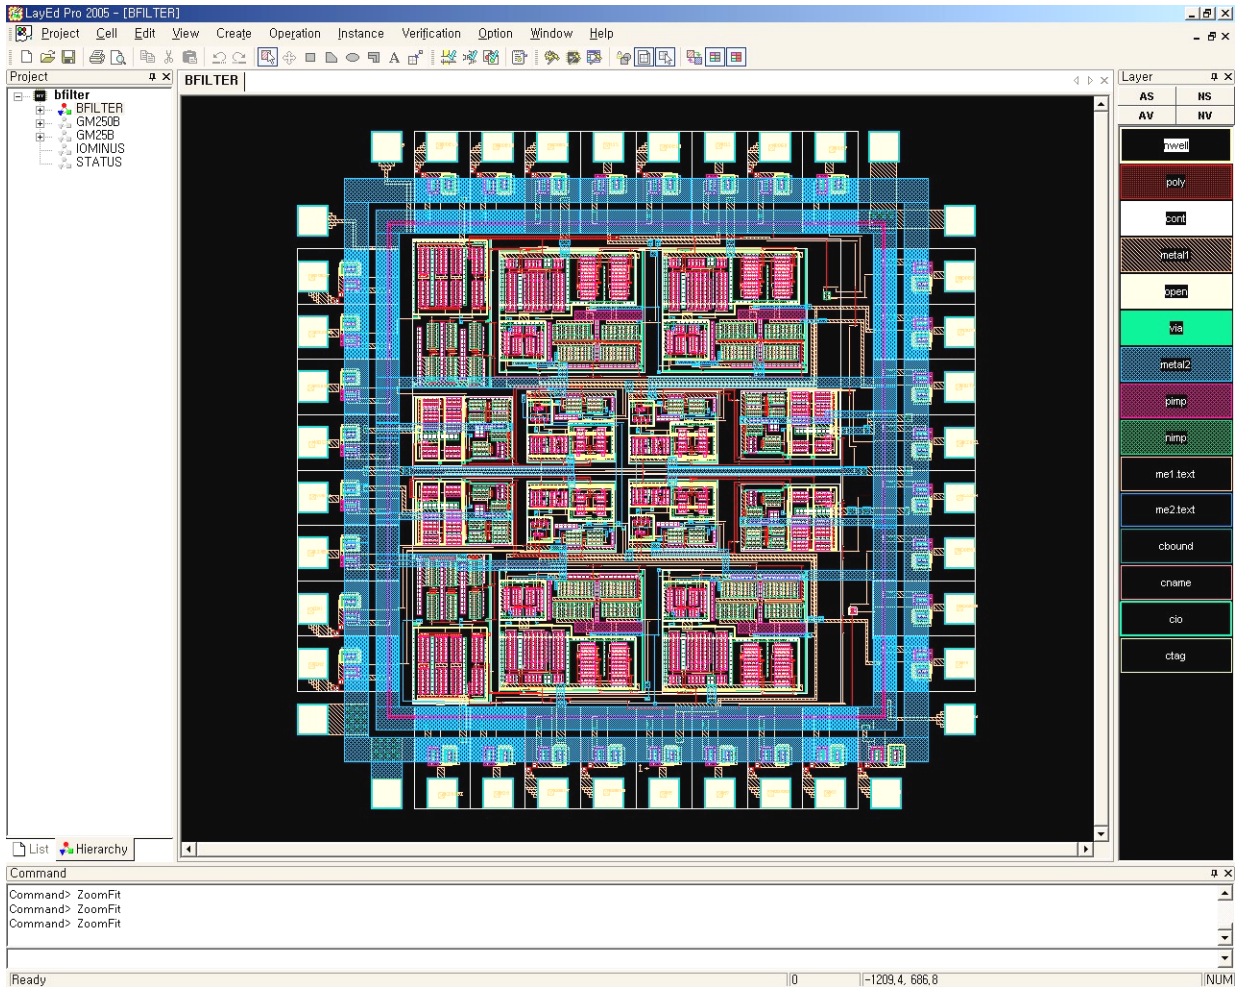 LayEd Pro 2005 - [BFILTER]
Project Cell Edit View Create Operation Instance Verification Option Window Help
Project
bfilter
BFILTER
GM250B
GM25B
IOMINUS
STATUS
List Hierarchy
BFILTER
Layer
AS NS
AV NV
nwell
poly
cont
metal1
open
via
metal2
pimp
nimp
me1.text
me2.text
cbound
cname
cio
ctag
Command
Command> ZoomFit
Command> ZoomFit
Command> ZoomFit
Ready 0 -1209,4, 686,8 NUM